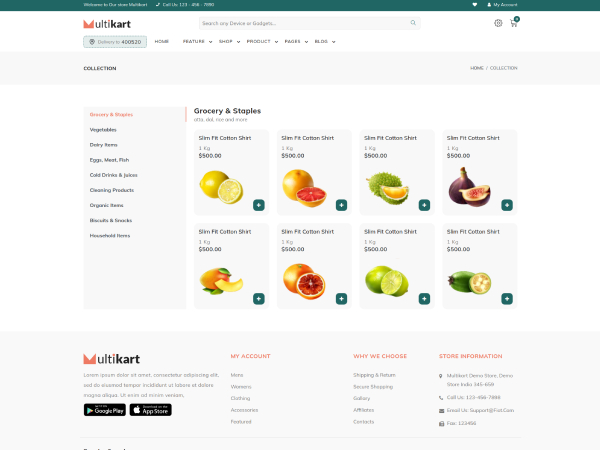 Welcome to Our store Multikart Call Us: 123 - 456 - 7890 My Account
Multikart Search any Device or Gadgets... 0
Delivery to 400520 HOME FEATURE SHOP PRODUCT PAGES BLOG
COLLECTION HOME / COLLECTION
Grocery & Staples
Vegetables
Dairy Items
Eggs, Meat, Fish
Cold Drinks & Juices
Cleaning Products
Organic Items
Biscuits & Snacks
Household Items
Grocery & Staples
atta, dal, rice and more
Slim Fit Cotton Shirt Slim Fit Cotton Shirt Slim Fit Cotton Shirt Slim Fit Cotton Shirt
1 Kg 1 Kg 1 Kg 1 Kg
$500.00 $500.00 $500.00 $500.00
+ + + +
Slim Fit Cotton Shirt Slim Fit Cotton Shirt Slim Fit Cotton Shirt Slim Fit Cotton Shirt
1 Kg 1 Kg 1 Kg 1 Kg
$500.00 $500.00 $500.00 $500.00
+ + + +
Multikart
Lorem ipsum dolor sit amet, consectetur adipiscing elit,
sed do eiusmod tempor incididunt ut labore et dolore
magna aliqua. Ut enim ad minim veniam,
GET IT ON Google Play Download on the App Store
MY ACCOUNT
Mens
Womens
Clothing
Accessories
Featured
WHY WE CHOOSE
Shipping & Return
Secure Shopping
Gallary
Affiliates
Contacts
STORE INFORMATION
Multikart Demo Store, Demo
Store India 345-659
Call Us: 123-456-7898
Email Us: Support@Fiot.Com
Fax: 123456